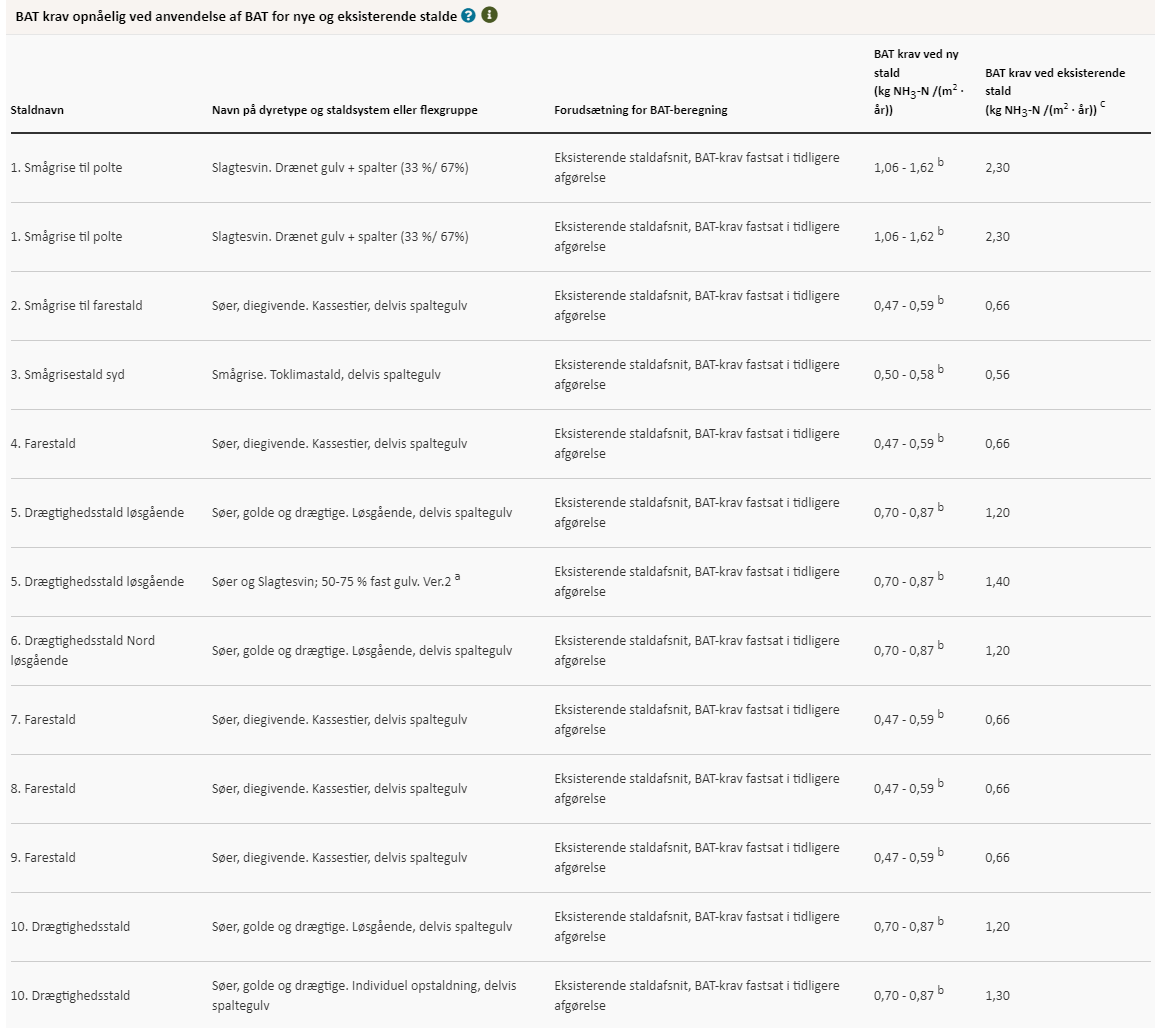 BAT krav opnåelig ved anvendelse af BAT for nye og eksisterende stalde ? i
Staldnavn
Navn på dyretype og staldsystem eller flexgruppe
Forudsætning for BAT-beregning
BAT krav ved ny
stald
(kg NH3-N /(m2 ·
år))
BAT krav ved eksisterende
stald
(kg NH3-N /(m2 · år)) c
1. Smågrise til polte
Slagtesvin. Drænet gulv + spalter (33 %/ 67%)
Eksisterende staldafsnit, BAT-krav fastsat i tidligere
afgørelse
1,06 - 1,62 b
2,30
1. Smågrise til polte
Slagtesvin. Drænet gulv + spalter (33 %/ 67%)
Eksisterende staldafsnit, BAT-krav fastsat i tidligere
afgørelse
1,06 - 1,62 b
2,30
2. Smågrise til farestald
Søer, diegivende. Kassestier, delvis spaltegulv
Eksisterende staldafsnit, BAT-krav fastsat i tidligere
afgørelse
0,47 - 0,59 b
0,66
3. Smågrisestald syd
Smågrise. Toklimastald, delvis spaltegulv
Eksisterende staldafsnit, BAT-krav fastsat i tidligere
afgørelse
0,50 - 0,58 b
0,56
4. Farestald
Søer, diegivende. Kassestier, delvis spaltegulv
Eksisterende staldafsnit, BAT-krav fastsat i tidligere
afgørelse
0,47 - 0,59 b
0,66
5. Drægtighedsstald løsgående
Søer, golde og drægtige. Løsgående, delvis spaltegulv
Eksisterende staldafsnit, BAT-krav fastsat i tidligere
afgørelse
0,70 - 0,87 b
1,20
5. Drægtighedsstald løsgående
Søer og Slagtesvin; 50-75 % fast gulv. Ver.2 a
Eksisterende staldafsnit, BAT-krav fastsat i tidligere
afgørelse
0,70 - 0,87 b
1,40
6. Drægtighedsstald Nord
løsgående
Søer, golde og drægtige. Løsgående, delvis spaltegulv
Eksisterende staldafsnit, BAT-krav fastsat i tidligere
afgørelse
0,70 - 0,87 b
1,20
7. Farestald
Søer, diegivende. Kassestier, delvis spaltegulv
Eksisterende staldafsnit, BAT-krav fastsat i tidligere
afgørelse
0,47 - 0,59 b
0,66
8. Farestald
Søer, diegivende. Kassestier, delvis spaltegulv
Eksisterende staldafsnit, BAT-krav fastsat i tidligere
afgørelse
0,47 - 0,59 b
0,66
9. Farestald
Søer, diegivende. Kassestier, delvis spaltegulv
Eksisterende staldafsnit, BAT-krav fastsat i tidligere
afgørelse
0,47 - 0,59 b
0,66
10. Drægtighedsstald
Søer, golde og drægtige. Løsgående, delvis spaltegulv
Eksisterende staldafsnit, BAT-krav fastsat i tidligere
afgørelse
0,70 - 0,87 b
1,20
10. Drægtighedsstald
Søer, golde og drægtige. Individuel opstaldning, delvis
spaltegulv
Eksisterende staldafsnit, BAT-krav fastsat i tidligere
afgørelse
0,70 - 0,87 b
1,30